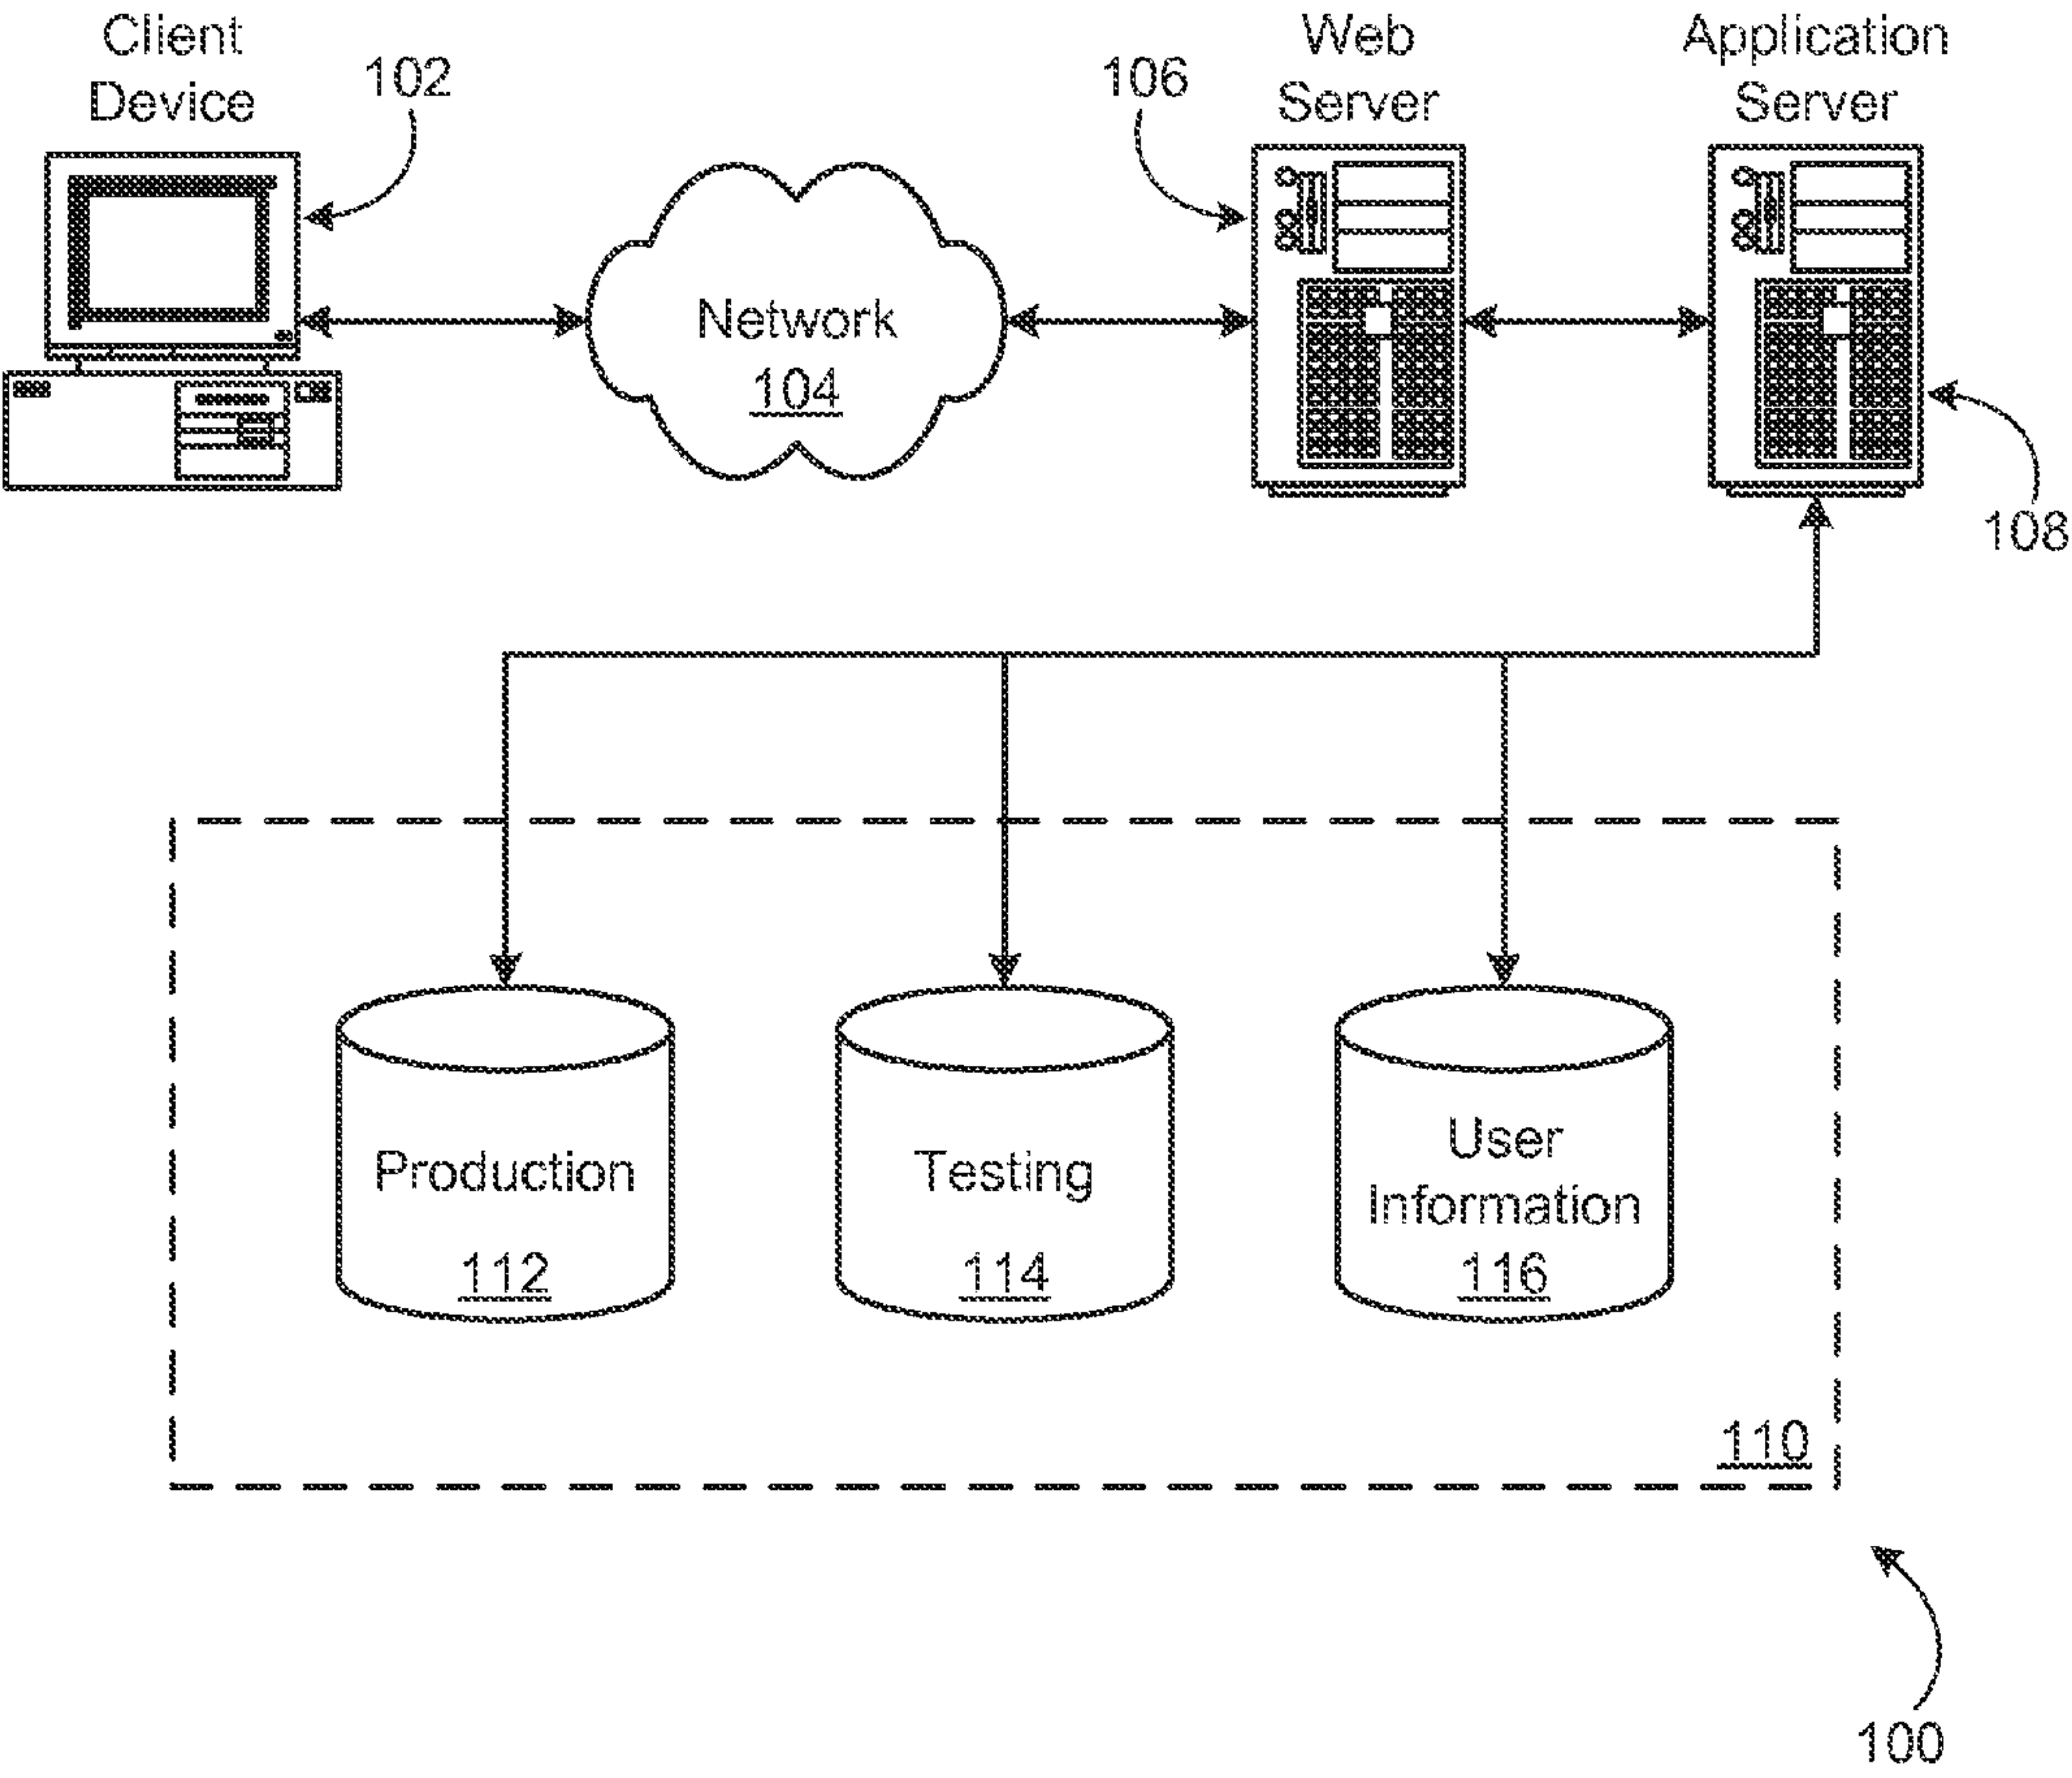 Client
Device
102
106
Web
Server
Application
Server
Network
104
108
Production
112
Testing
114
User
Information
116
110
100